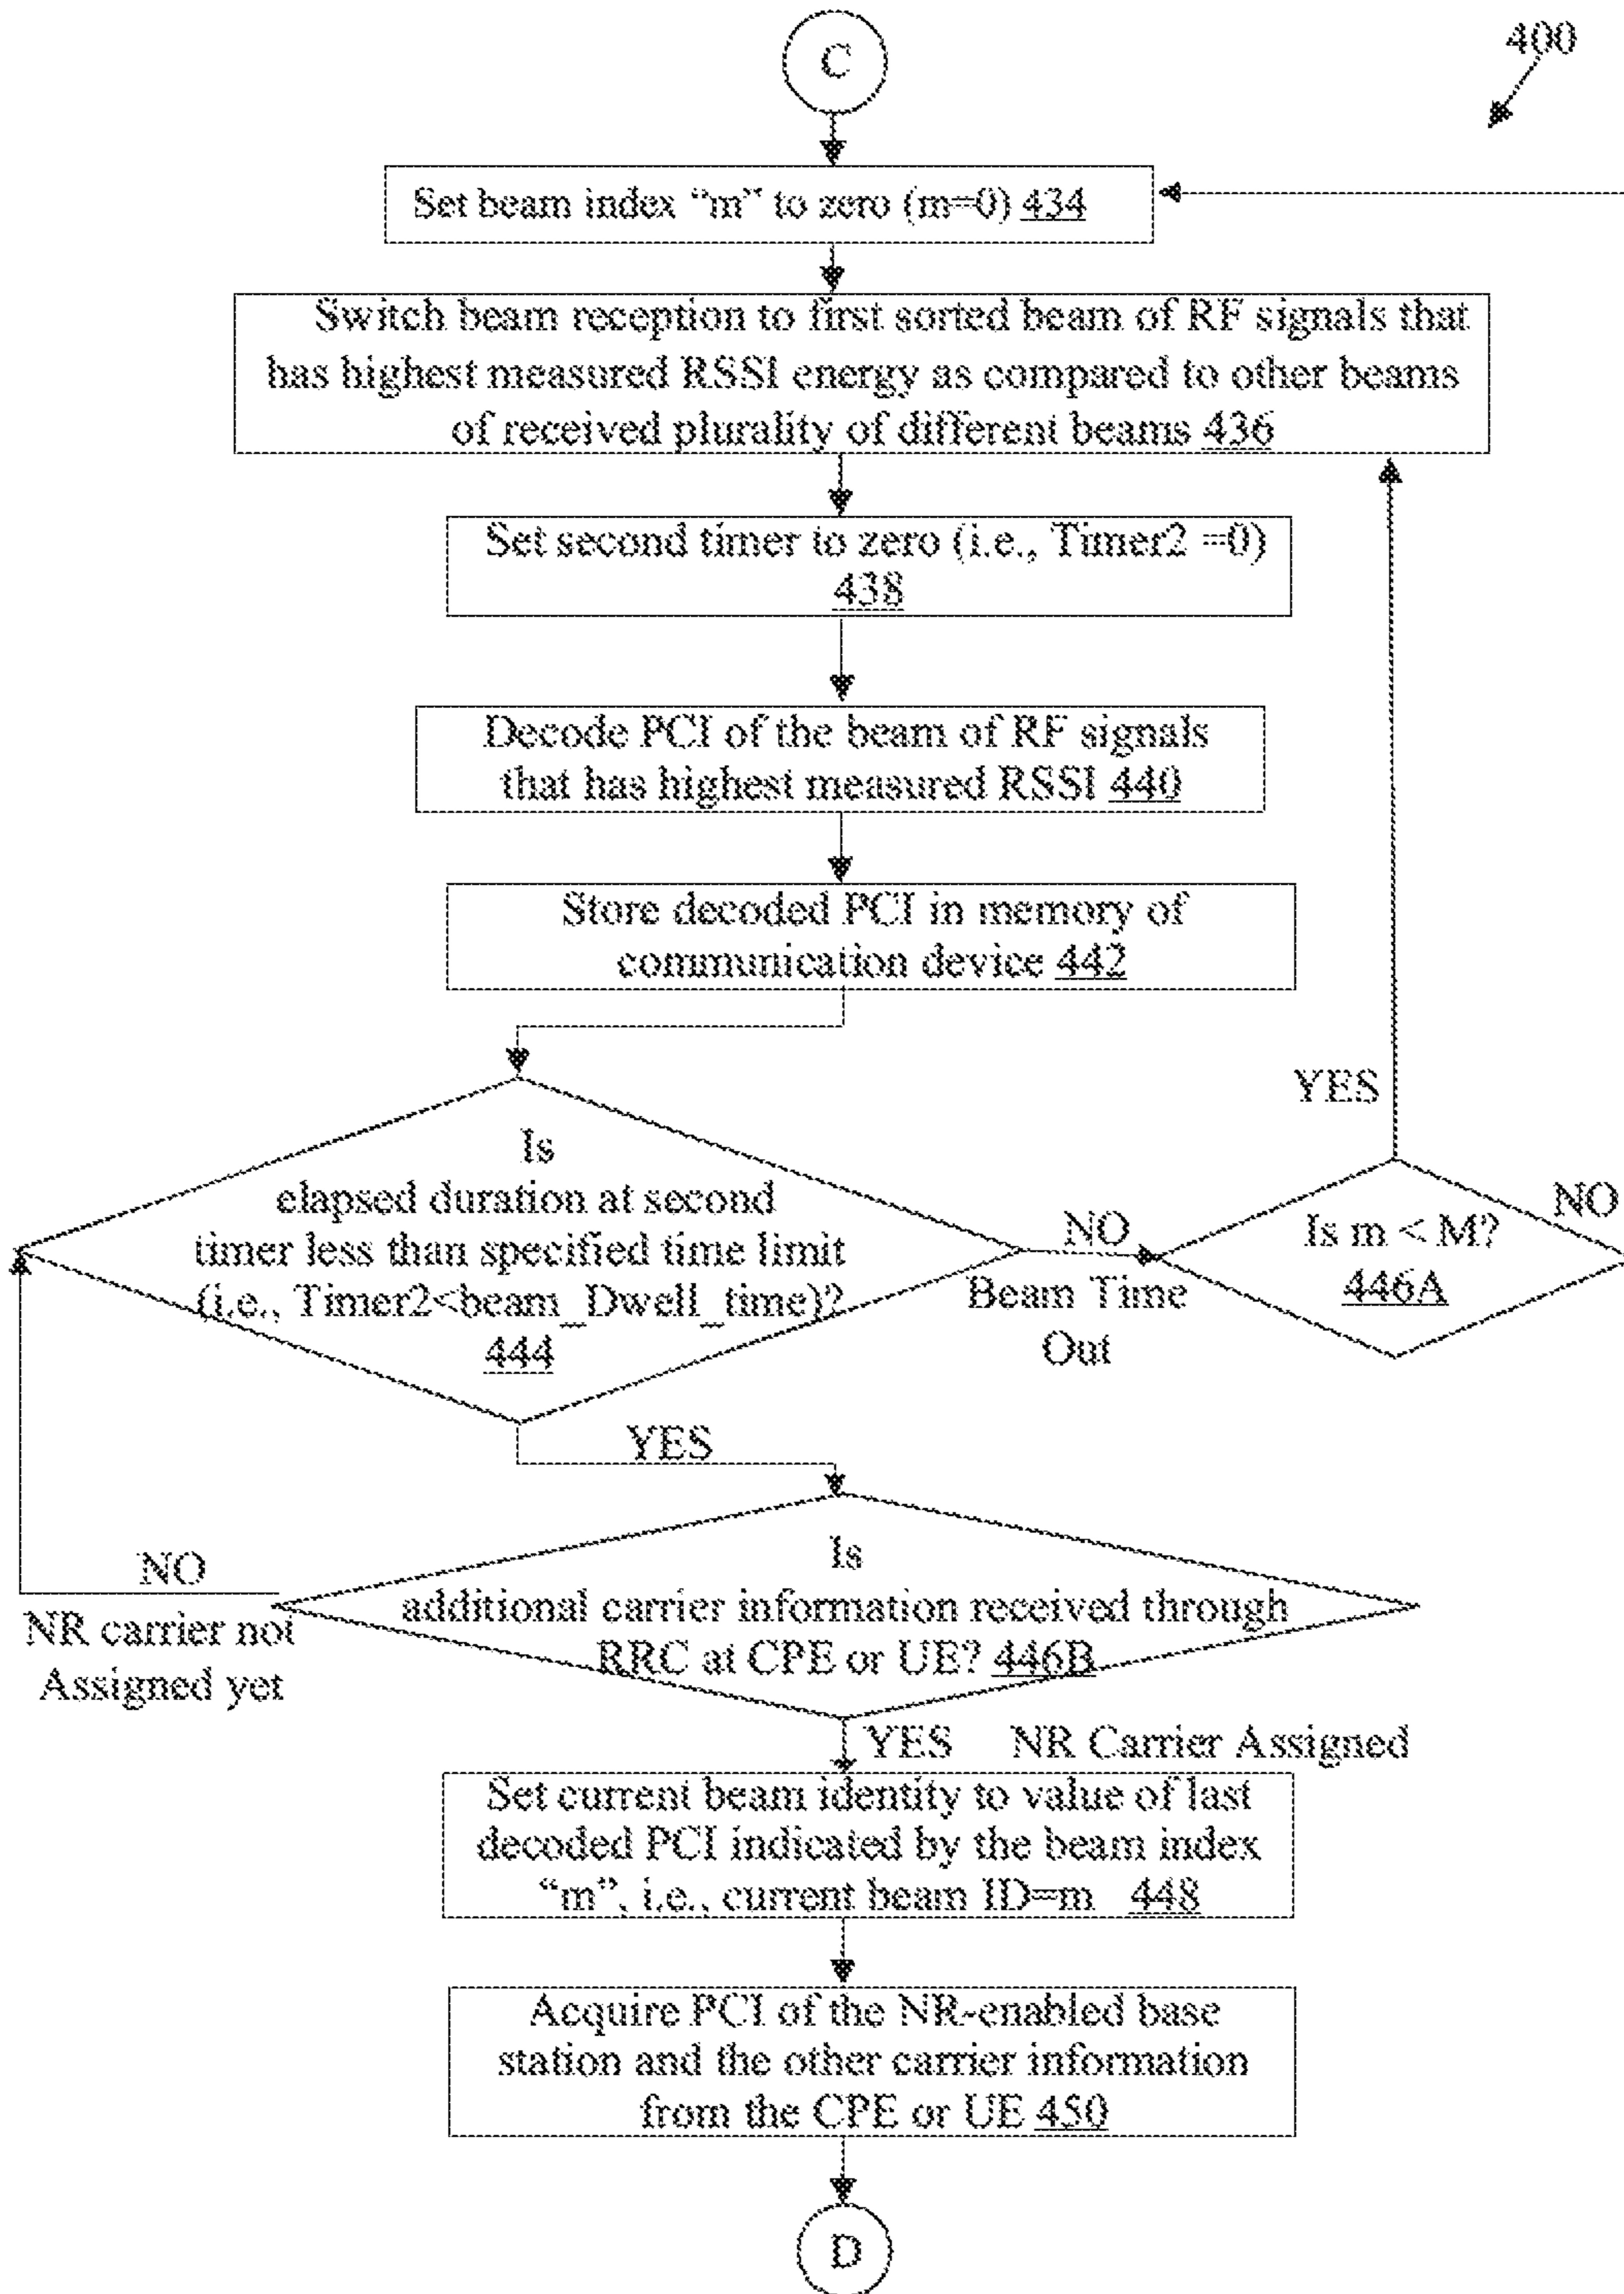 C
400
Set beam index “m” to zero (m=0) 434
Switch beam reception to first sorted beam of RF signals that
has highest measured RSSI energy as compared to other beams
of received plurality of different beams 436
Set second timer to zero (i.e., Timer2 =0)
438
Decode PCI of the beam of RF signals
that has highest measured RSSI 440
Store decoded PCI in memory of
communication device 442
Is
elapsed duration at second
timer less than specified time limit
(i.e., Timer2<beam_Dwell_time)?
444
NO
Beam Time
Out
YES
Is m < M?
446A
NO
YES
Is
additional carrier information received through
RRC at CPE or UE? 446B
NO
NR carrier not
Assigned yet
YES NR Carrier Assigned
Set current beam identity to value of last
decoded PCI indicated by the beam index
“m”, i.e., current beam ID=m 448
Acquire PCI of the NR-enabled base
station and the other carrier information
from the CPE or UE 450
D